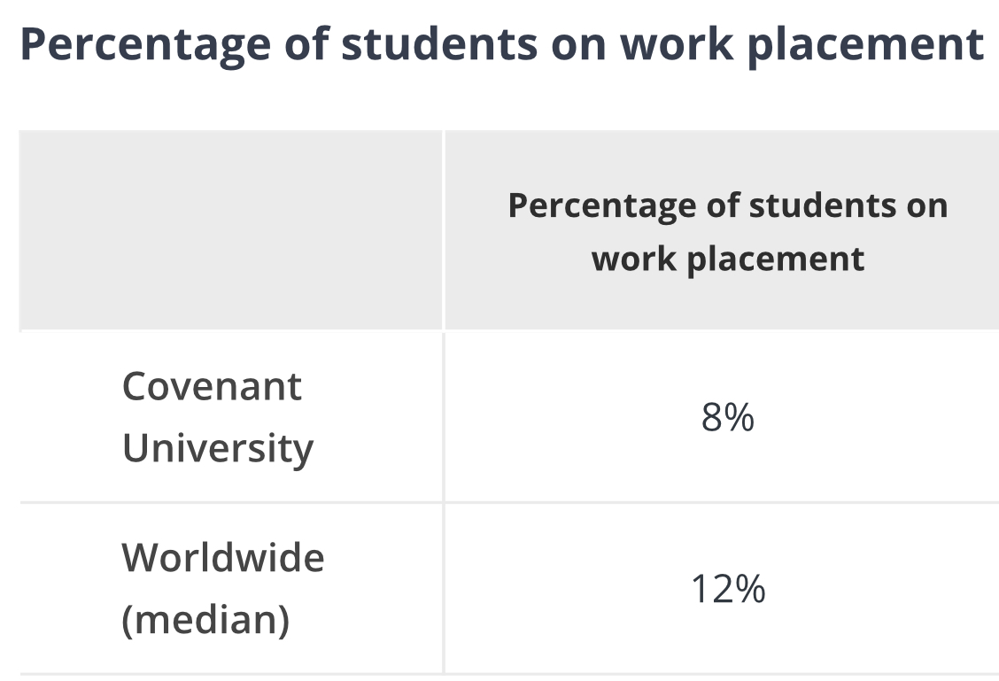 Percentage of students on work placement
Percentage of students on
work placement
Covenant
University
8%
Worldwide
(median)
12%